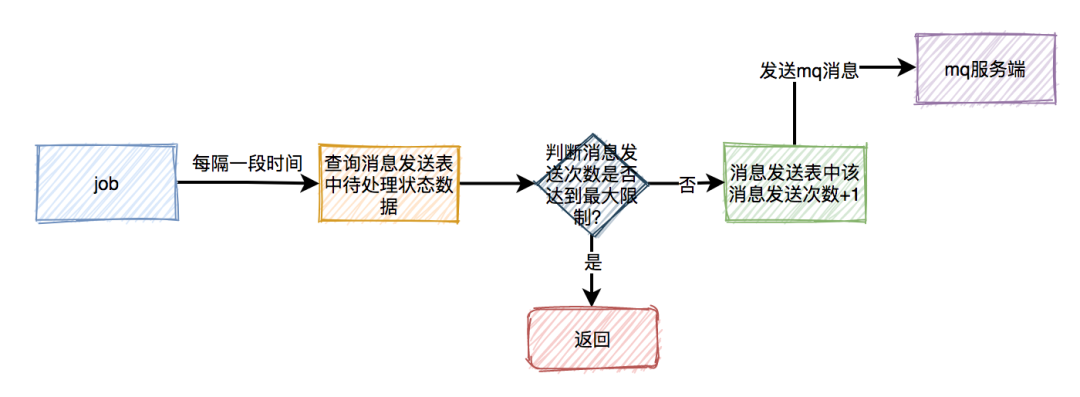 job
每隔一段时间
查询消息发送表
中待处理状态数
据
判断消息发
送次数是否
达到最大限
制?
是
返回
否
消息发送表中该
消息发送次数+1
发送mq消息
mq服务端